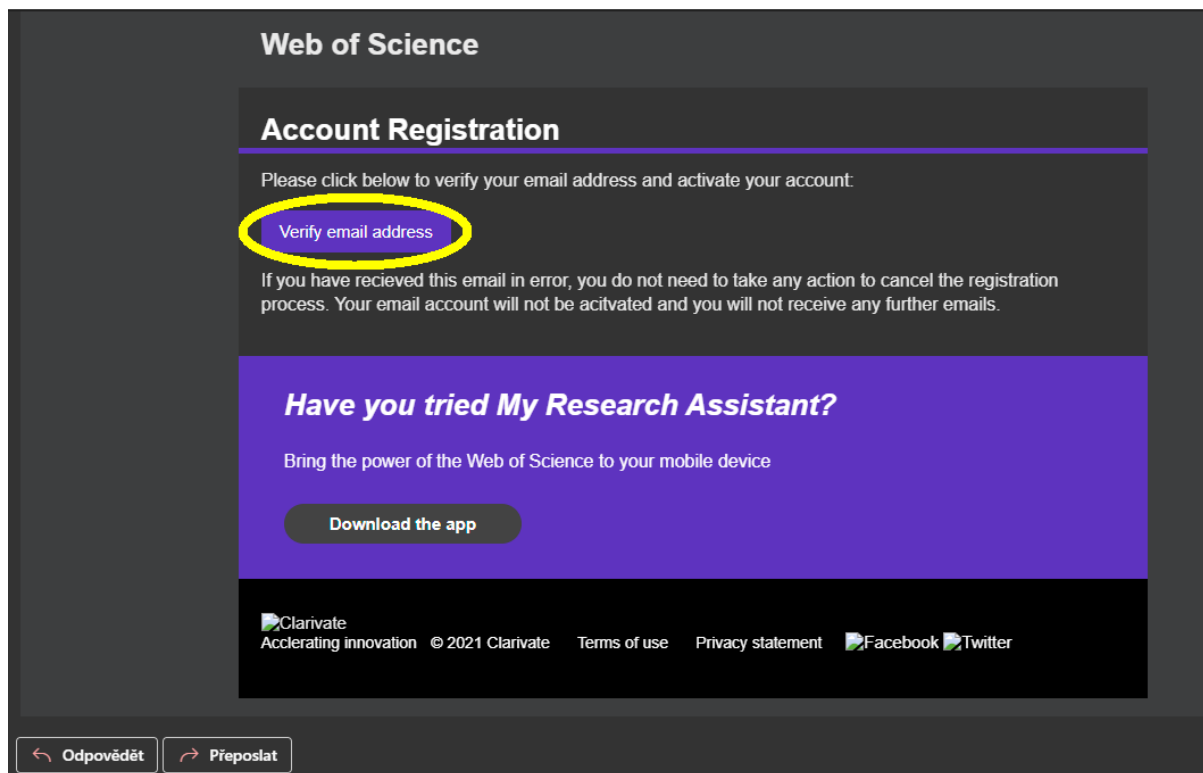 Web of Science
Account Registration
Please click below to verify your email address and activate your account:
Verify email address
If you have recieved this email in error, you do not need to take any action to cancel the registration
process. Your email account will not be acitvated and you will not receive any further emails.
Have you tried My Research Assistant?
Bring the power of the Web of Science to your mobile device
Download the app
Clarivate
Acclerating innovation © 2021 Clarivate Terms of use Privacy statement Facebook Twitter
Odpovědět Přeposlat